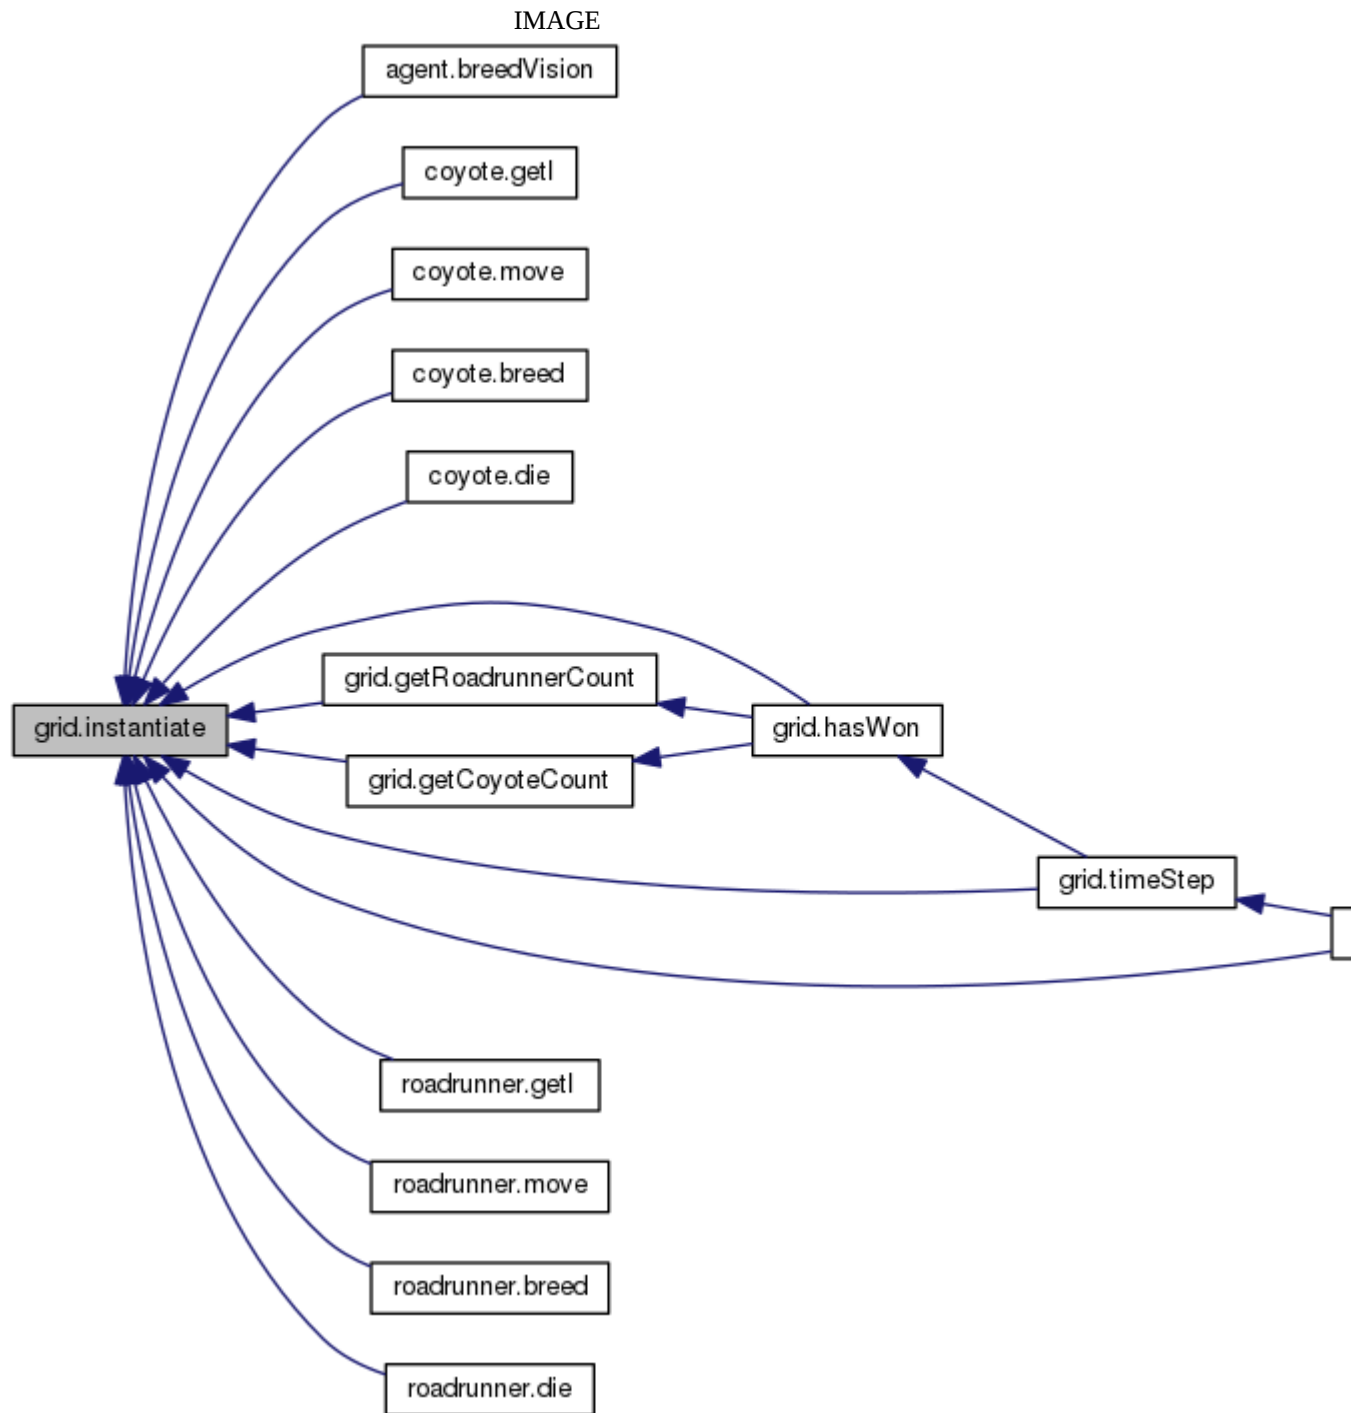 IMAGE
agent.breedVision
coyote.getI
coyote.move
coyote.breed
coyote.die
grid.getRoadrunnerCount
grid.instantiate
grid.hasWon
grid.getCoyoteCount
grid.timeStep
roadrunner.getI
roadrunner.move
roadrunner.breed
roadrunner.die